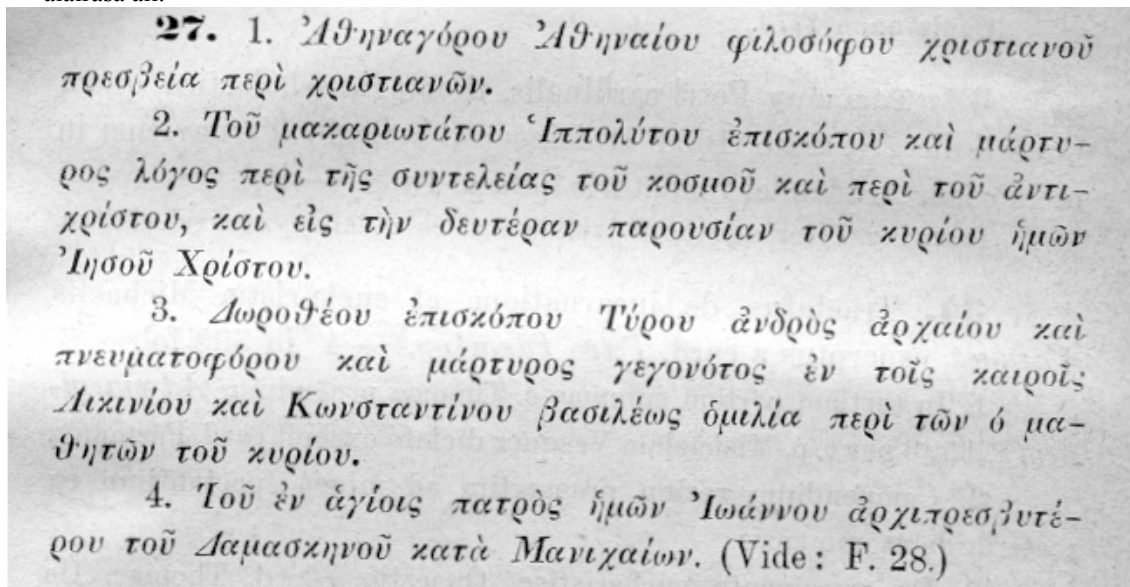 27. 1. Ἀθηναγόρου Ἀθηναίου φιλοσόφου χριστιανοῦ
πρεσβεία περὶ χριστιανῶν.
2. Τοῦ μακαριωτάτου Ἱππολύτου ἐπισκόπου καὶ μάρτυ-
ρος λόγος περὶ τῆς συντελείας τοῦ κοσμοῦ καὶ περὶ τοῦ ἀντι-
χρίστου, καὶ εἰς τὴν δευτέραν παρουσίαν τοῦ κυρίου ἡμῶν
Ἰησοῦ Χρίστου.
3. Δωροθέου ἐπισκόπου Τύρου ἀνδρὸς ἀρχαίου καὶ
πνευματοφόρου καὶ μάρτυρος γεγονότος ἐν τοῖς καιροῖς
Λικινίου καὶ Κωνσταντίνου βασιλέως ὁμιλία περὶ τῶν ό μα-
θητῶν τοῦ κυρίου.
4. Τοῦ ἐν ἁγίοις πατρὸς ἡμῶν Ἰωάννου ἀρχιπρεσβυτέ-
ρου τοῦ Δαμασκηνοῦ κατὰ Μανιχαίων. (Vide: F. 28.)